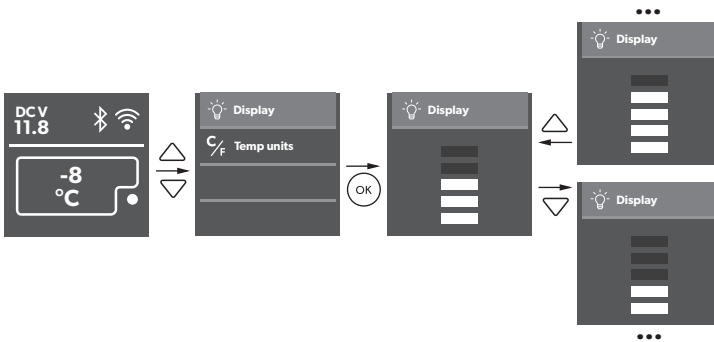 DC V
11.8
-8
°C
Display
C/F Temp units
OK
Display
Display
Display